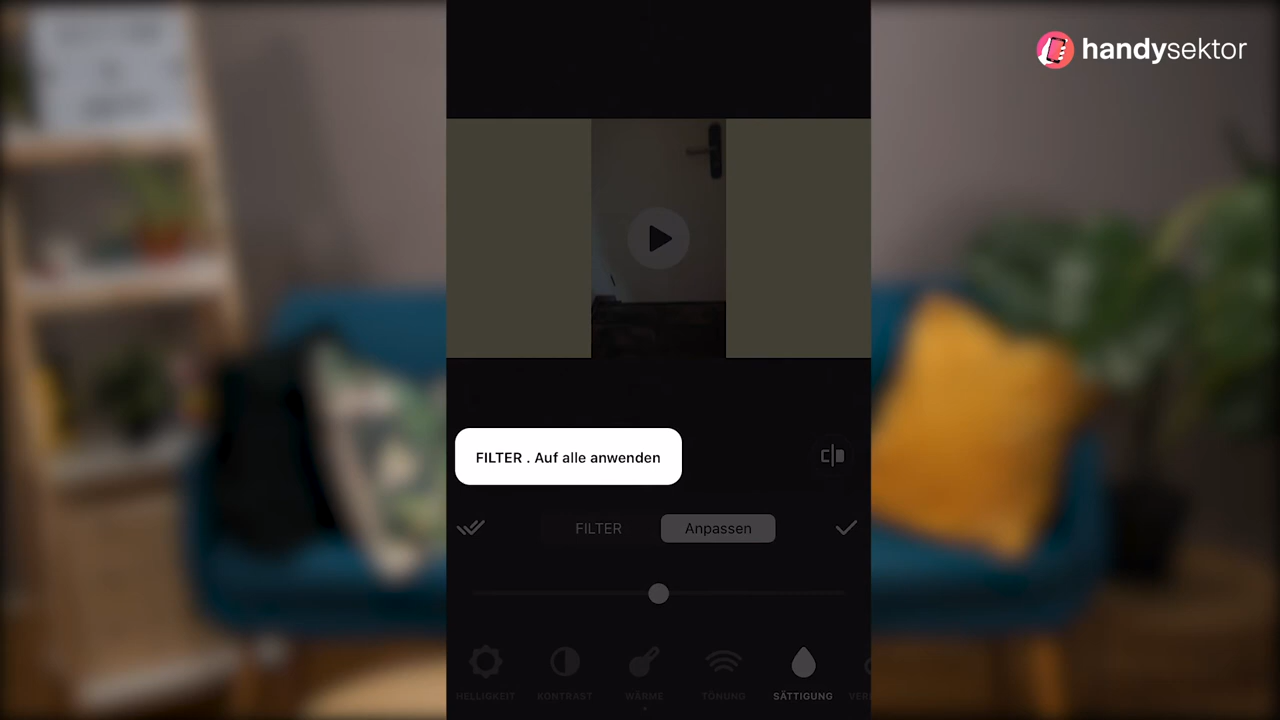 handysektor
FILTER . Auf alle anwenden
FILTER Anpassen
HELLIGKEIT KONTRAST WÄRME TÖNUNG SÄTTIGUNG